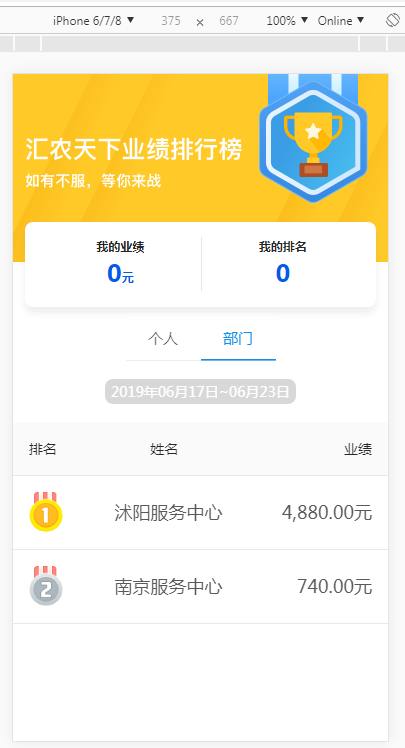 iPhone 6/7/8 ▼ 375 × 667 100% ▼ Online ▼
汇农天下业绩排行榜
如有不服，等你来战
我的业绩 我的排名
0元 0
个人 部门
2019年06月17日~06月23日
排名 姓名 业绩
1 沭阳服务中心 4,880.00元
2 南京服务中心 740.00元